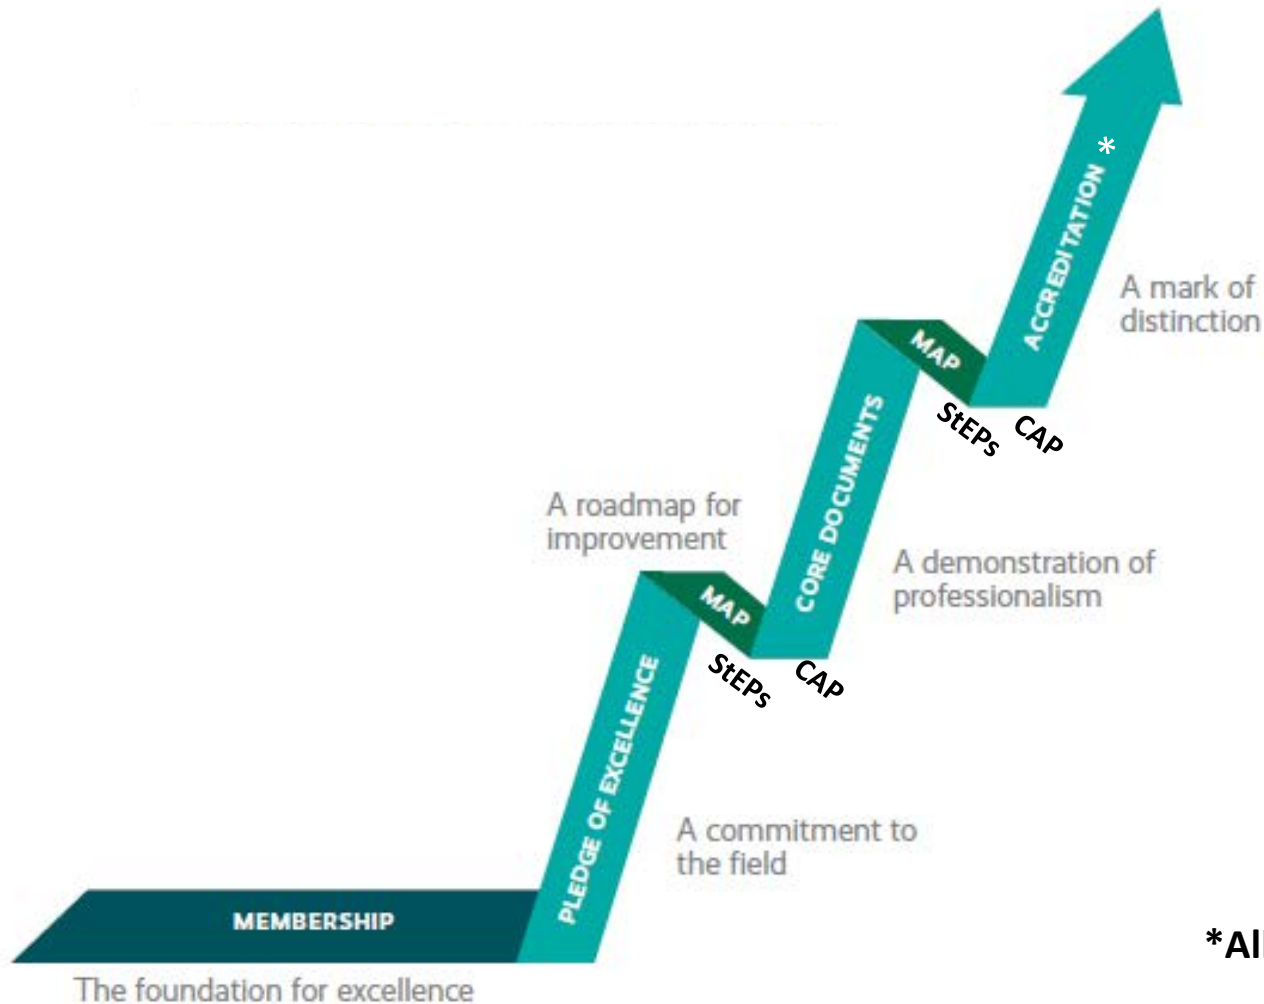 ACCREDITATION *
A mark of
distinction
MAP
StEPs
CAP
CORE DOCUMENTS
A roadmap for
improvement
A demonstration of
professionalism
MAP
StEPs
CAP
PLEDGE OF EXCELLENCE
A commitment to
the field
MEMBERSHIP
The foundation for excellence